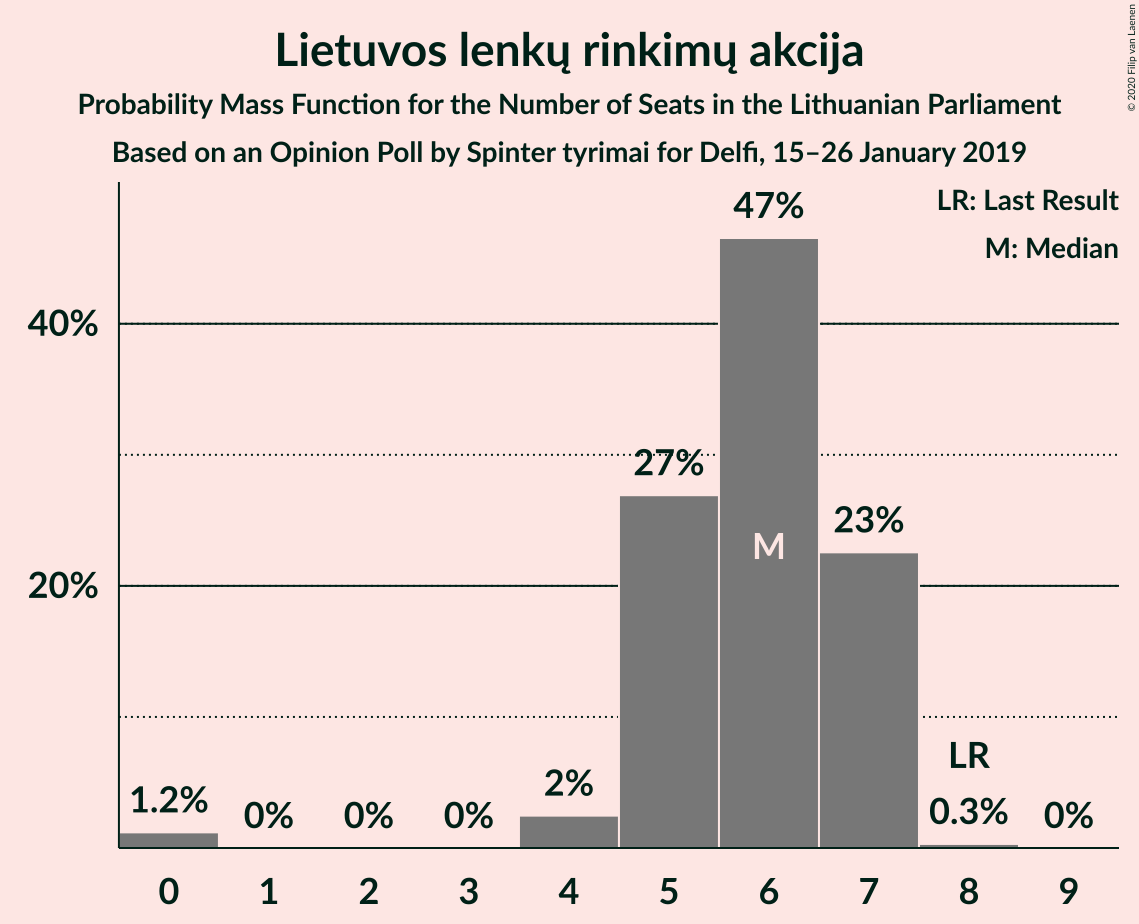 Lietuvos lenkų rinkimų akcija
Probability Mass Function for the Number of Seats in the Lithuanian Parliament
Based on an Opinion Poll by Spinter tyrimai for Delfi, 15–26 January 2019
© 2020 Filip van Laenen
LR: Last Result
M: Median
47%
40%
27%
23%
M
20%
LR
1.2%
0%
0%
0%
2%
0.3%
0%
0
1
2
3
4
5
6
7
8
9